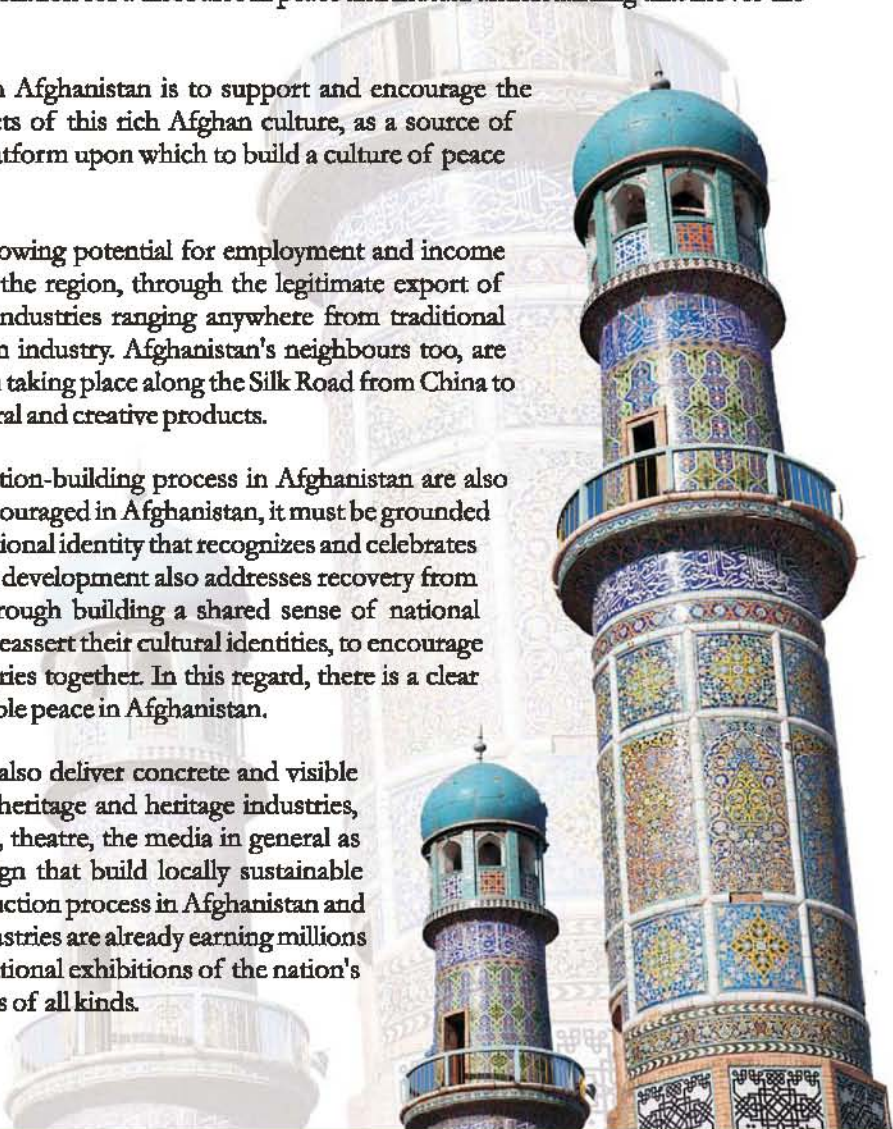 Afghanistan is to support and encourage the
cts of this rich Afghan culture, as a source of
atform upon which to build a culture of peace
owing potential for employment and income
the region, through the legitimate export of
industries ranging anywhere from traditional
n industry. Afghanistan's neighbours too, are
taking place along the Silk Road from China to
ral and creative products.
tion-building process in Afghanistan are also
ouraged in Afghanistan, it must be grounded
ional identity that recognizes and celebrates
development also addresses recovery from
rough building a shared sense of national
eassert their cultural identities, to encourage
ries together. In this regard, there is a clear
ble peace in Afghanistan.
also deliver concrete and visible
heritage and heritage industries,
, theatre, the media in general as
gn that build locally sustainable
uction process in Afghanistan and
ustries are already earning millions
tional exhibitions of the nation's
s of all kinds.